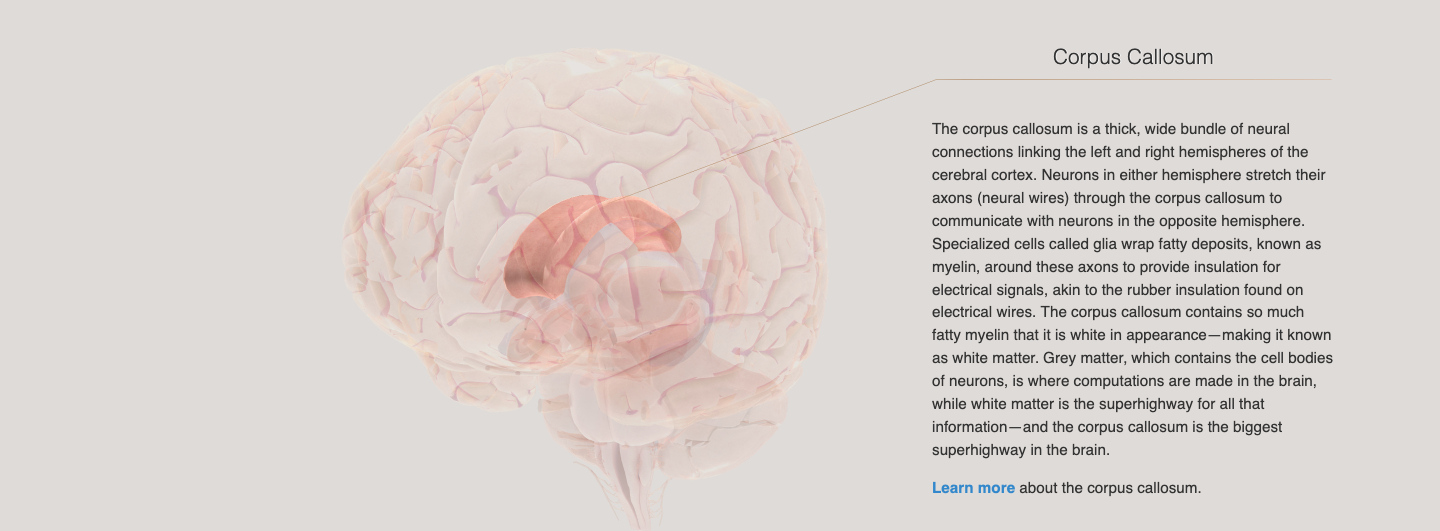 Corpus Callosum
The corpus callosum is a thick, wide bundle of neural
connections linking the left and right hemispheres of the
cerebral cortex. Neurons in either hemisphere stretch their
axons (neural wires) through the corpus callosum to
communicate with neurons in the opposite hemisphere.
Specialized cells called glia wrap fatty deposits, known as
myelin, around these axons to provide insulation for
electrical signals, akin to the rubber insulation found on
electrical wires. The corpus callosum contains so much
fatty myelin that it is white in appearance—making it known
as white matter. Grey matter, which contains the cell bodies
of neurons, is where computations are made in the brain,
while white matter is the superhighway for all that
information—and the corpus callosum is the biggest
superhighway in the brain.
Learn more about the corpus callosum.